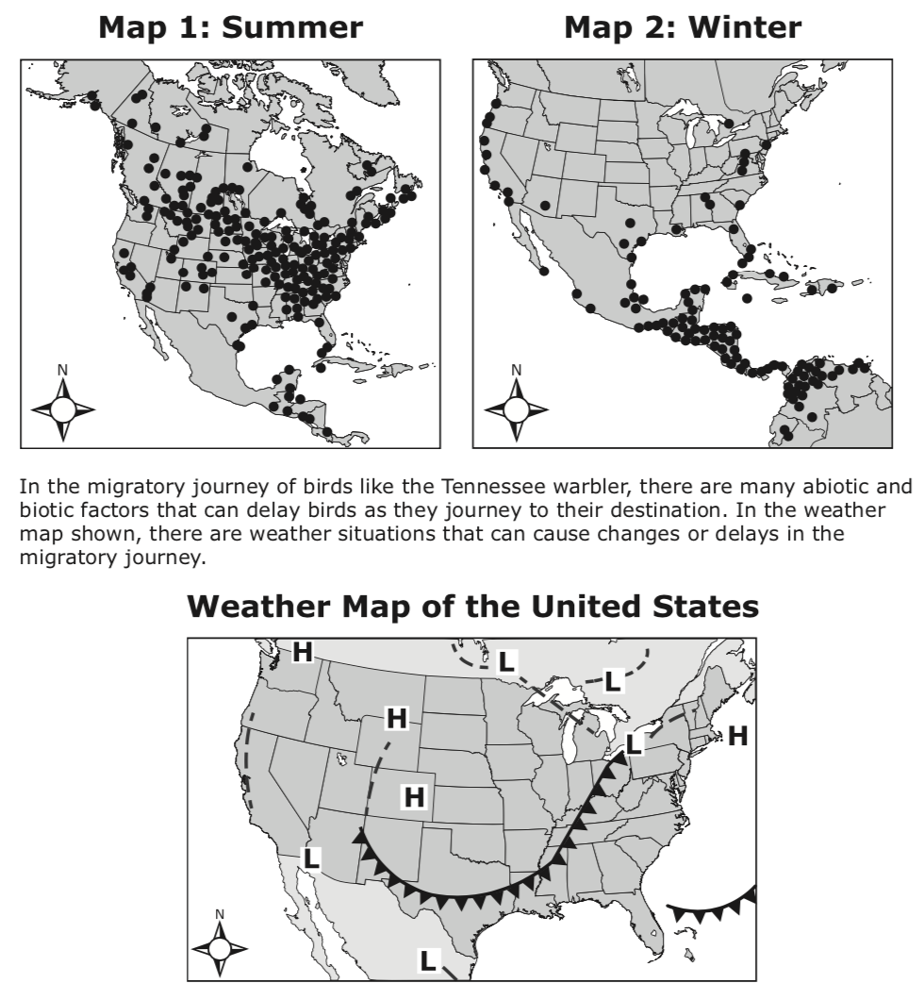 Map 1: Summer
Map 2: Winter
N
N
In the migratory journey of birds like the Tennessee warbler, there are many abiotic and
biotic factors that can delay birds as they journey to their destination. In the weather
map shown, there are weather situations that can cause changes or delays in the
migratory journey.
Weather Map of the United States
H
L
L
H
L
H
H
L
N
L